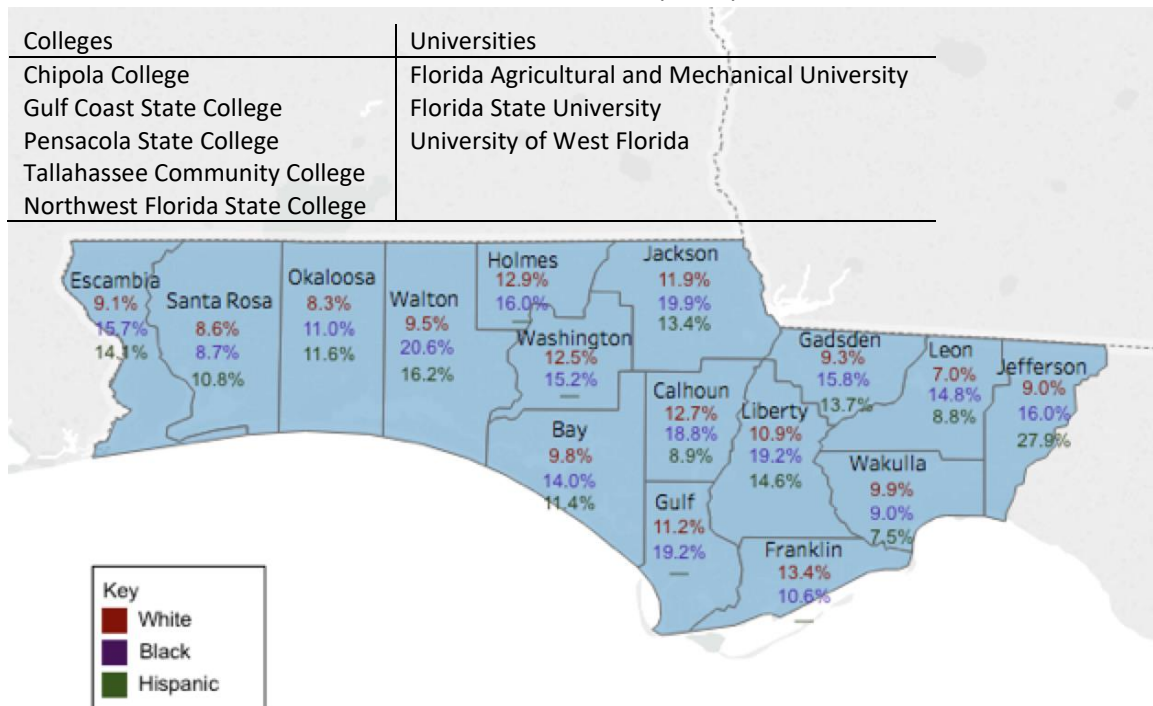 Colleges Universities
Chipola College Florida Agricultural and Mechanical University
Gulf Coast State College Florida State University
Pensacola State College University of West Florida
Tallahassee Community College
Northwest Florida State College
Escambia
9.1%
15.7%
14.1%
Santa Rosa
8.6%
8.7%
10.8%
Okaloosa
8.3%
11.0%
11.6%
Walton
9.5%
20.6%
16.2%
Holmes
12.9%
16.0%
—
Washington
12.5%
15.2%
—
Jackson
11.9%
19.9%
13.4%
Bay
9.8%
14.0%
11.4%
Calhoun
12.7%
18.8%
8.9%
Gulf
11.2%
19.2%
—
Liberty
10.9%
19.2%
14.6%
Gadsden
9.3%
15.8%
13.7%
Leon
7.0%
14.8%
8.8%
Jefferson
9.0%
16.0%
27.9%
Wakulla
9.9%
9.0%
7.5%
Franklin
13.4%
10.6%
—
Key
White
Black
Hispanic